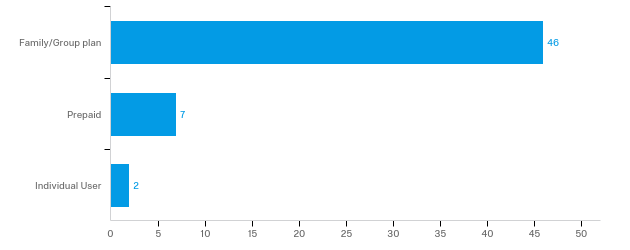 Family/Group plan 46
Prepaid 7
Individual User 2
0 5 10 15 20 25 30 35 40 45 50